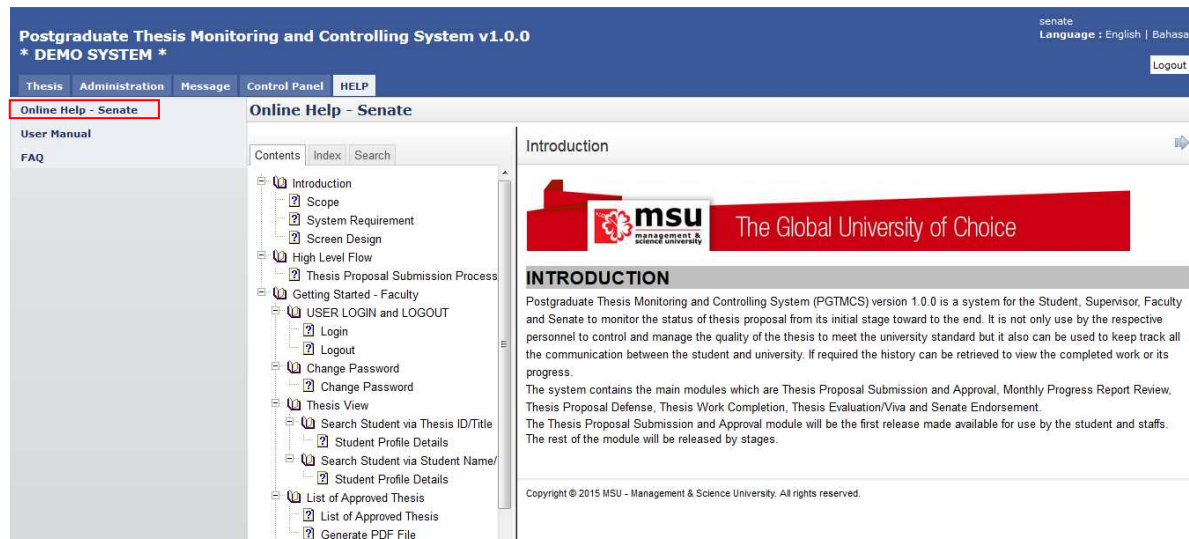 Postgraduate Thesis Monitoring and Controlling System v1.0.0
* DEMO SYSTEM *
senate
Language : English | Bahasa
Logout
Thesis Administration Message Control Panel HELP
Online Help - Senate
User Manual
FAQ
Online Help - Senate
Contents Index Search
Introduction
Scope
System Requirement
Screen Design
High Level Flow
Thesis Proposal Submission Process
Getting Started - Faculty
USER LOGIN and LOGOUT
Login
Logout
Change Password
Change Password
Thesis View
Search Student via Thesis ID/Title
Student Profile Details
Search Student via Student Name/
Student Profile Details
List of Approved Thesis
List of Approved Thesis
Generate PDF File
Introduction
msu
management &
science university
The Global University of Choice
INTRODUCTION
Postgraduate Thesis Monitoring and Controlling System (PGTMCS) version 1.0.0 is a system for the Student, Supervisor, Faculty
and Senate to monitor the status of thesis proposal from its initial stage toward to the end. It is not only use by the respective
personnel to control and manage the quality of the thesis to meet the university standard but it also can be used to keep track all
the communication between the student and university. If required the history can be retrieved to view the completed work or its
progress.
The system contains the main modules which are Thesis Proposal Submission and Approval, Monthly Progress Report Review,
Thesis Proposal Defense, Thesis Work Completion, Thesis Evaluation/Viva and Senate Endorsement.
The Thesis Proposal Submission and Approval module will be the first release made available for use by the student and staffs.
The rest of the module will be released by stages.
Copyright © 2015 MSU - Management & Science University. All rights reserved.